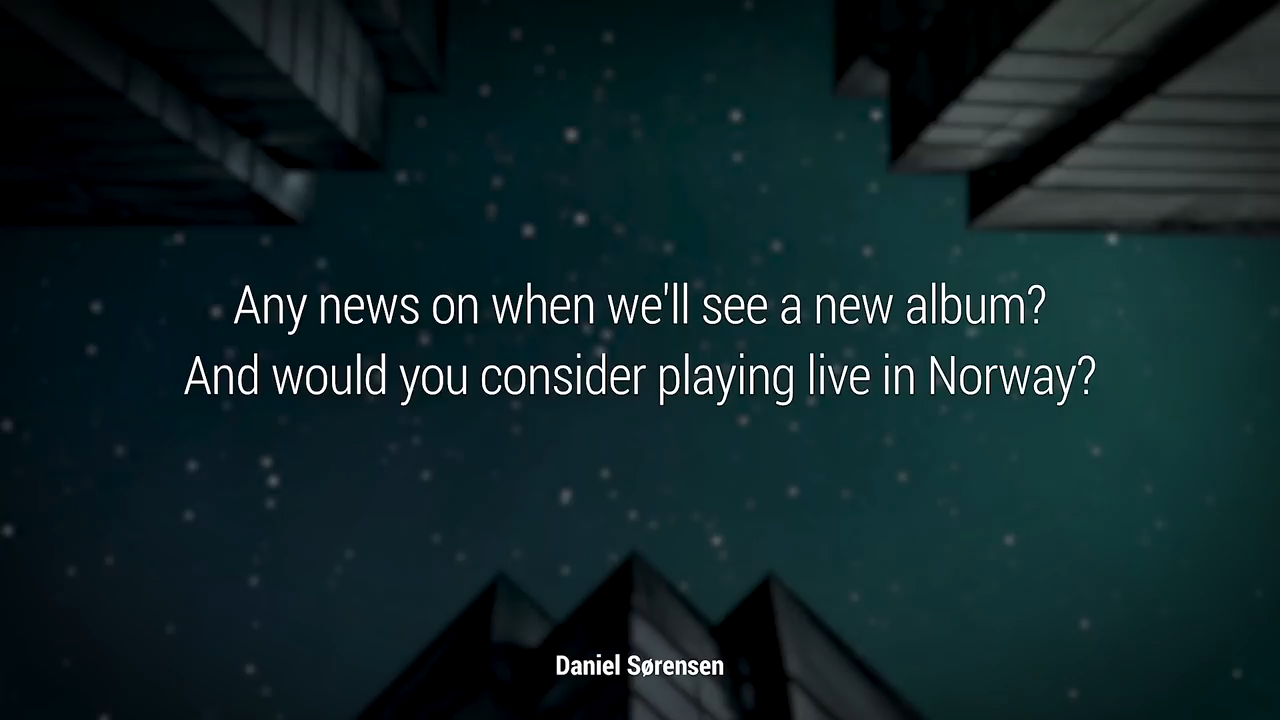 Any news on when we'll see a new album?
And would you consider playing live in Norway?
Daniel Sørensen